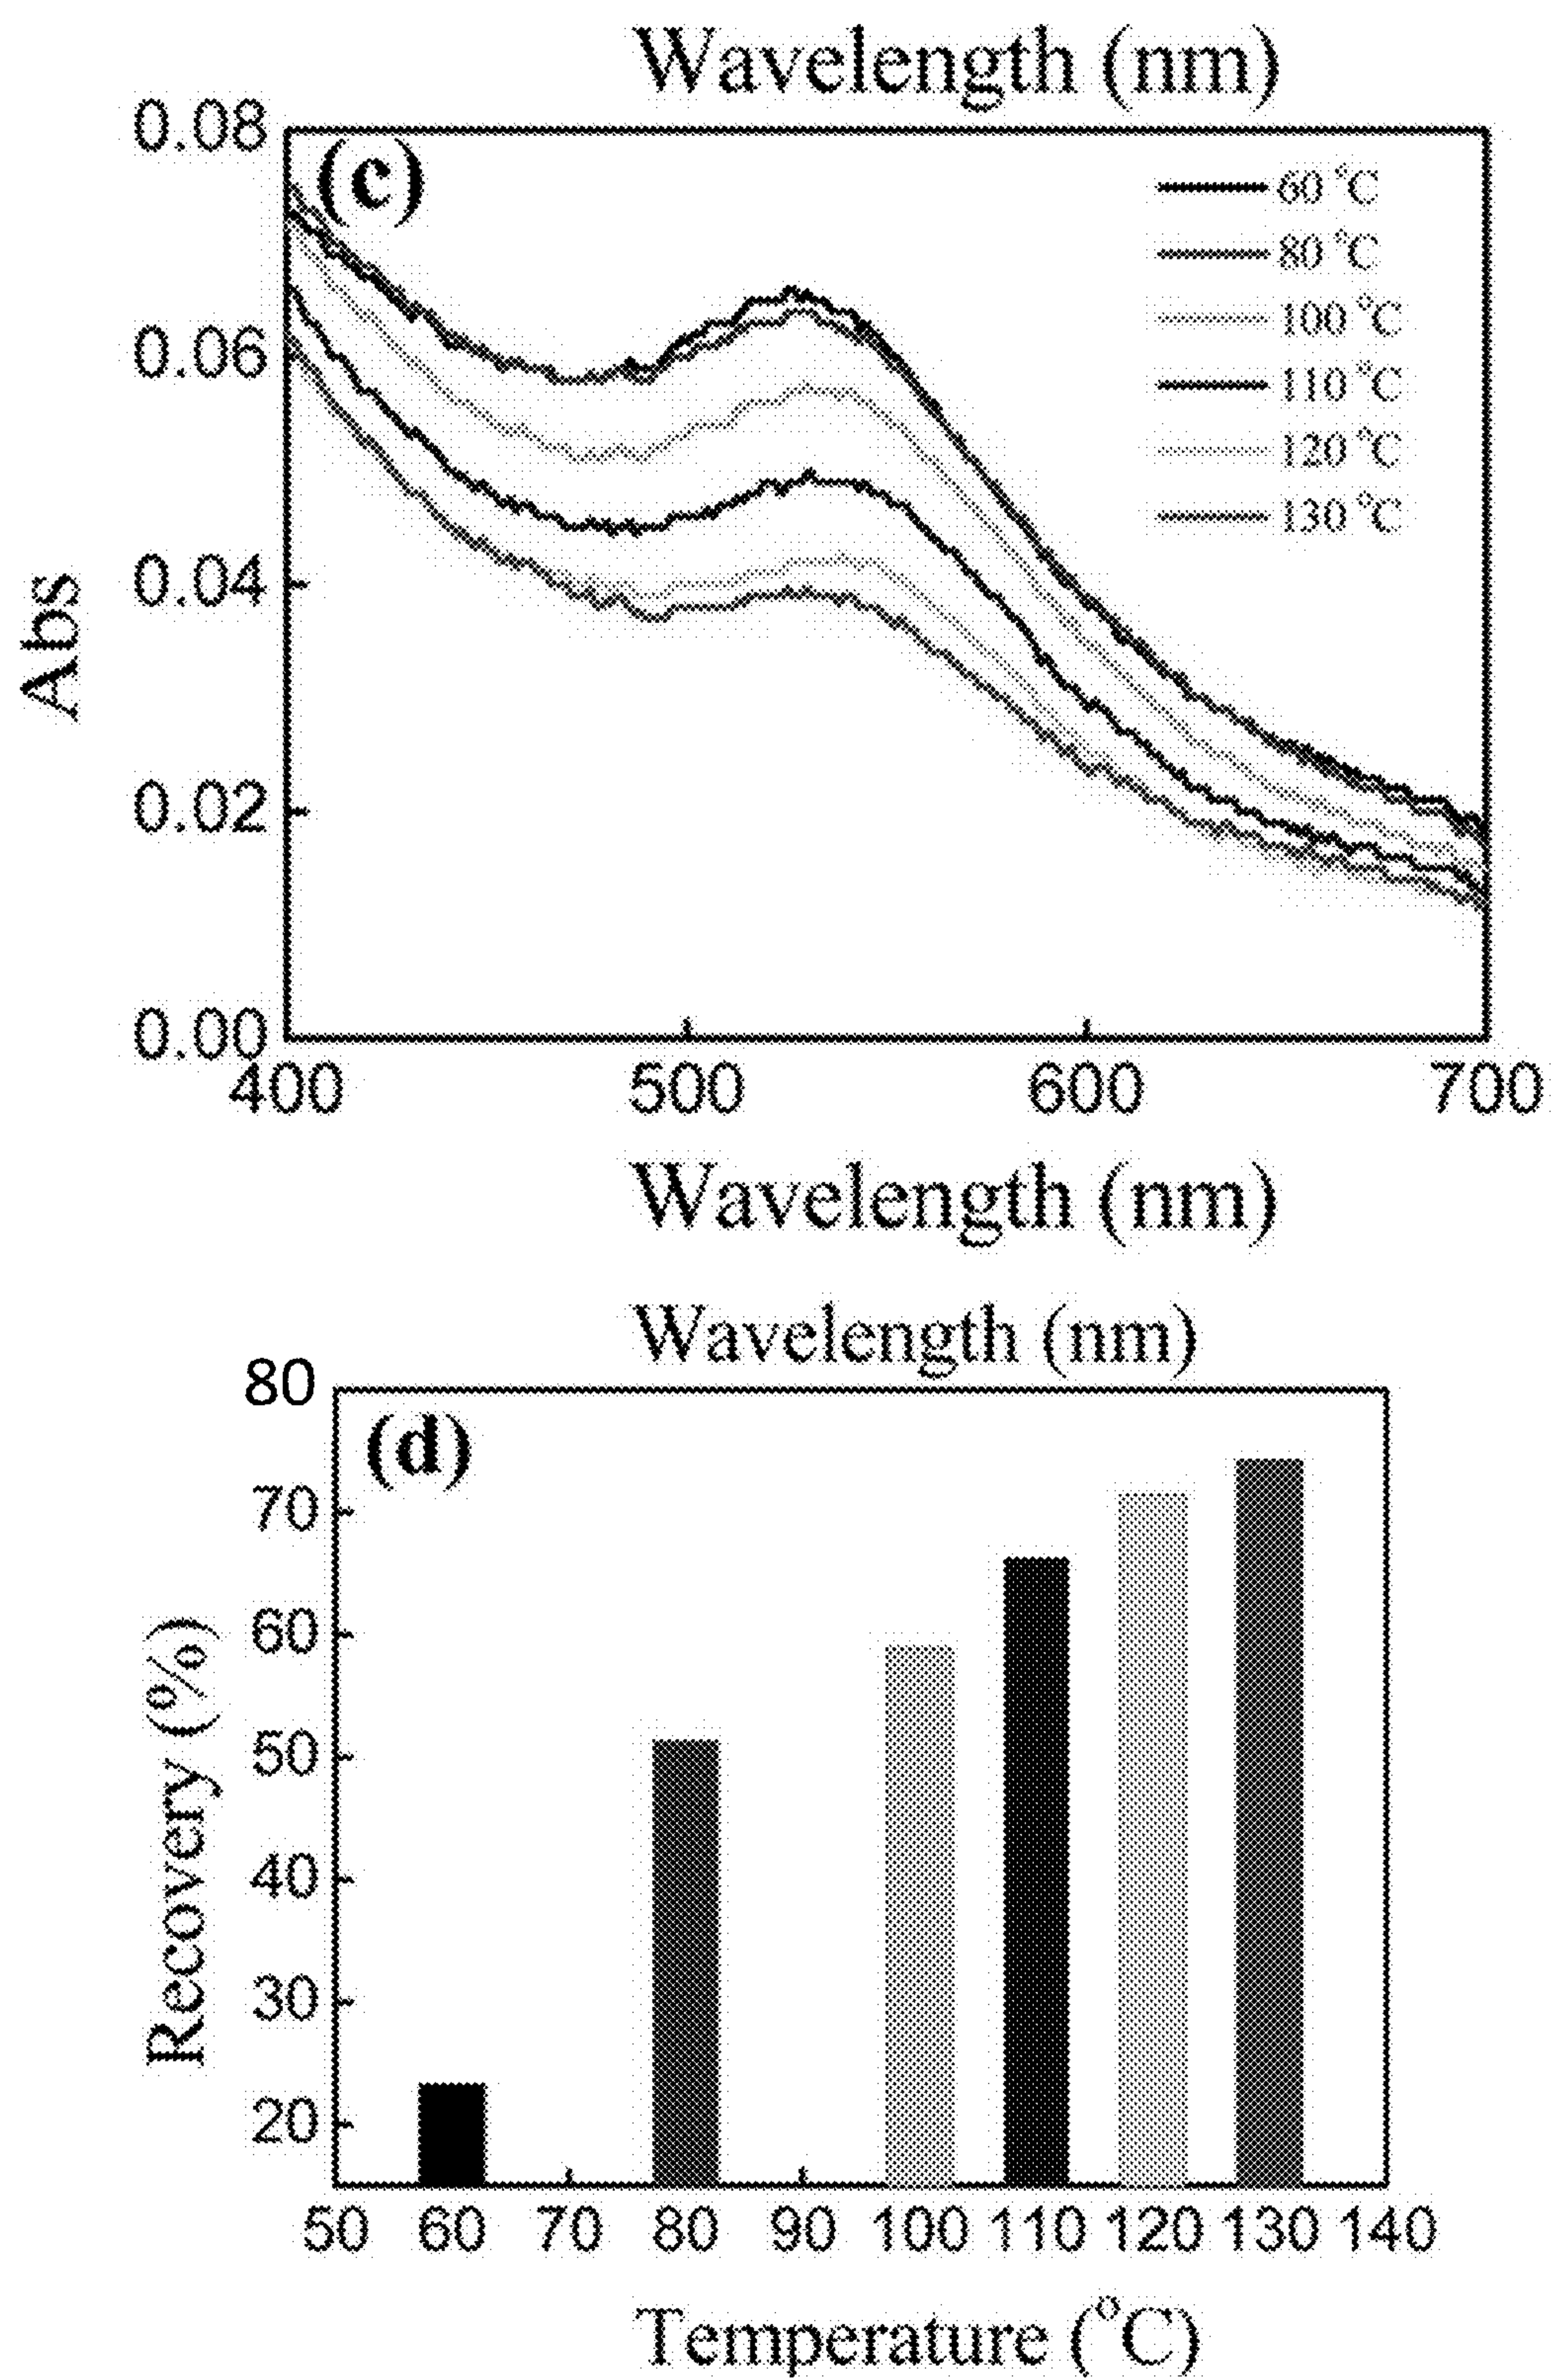 Wavelength (nm)
0.08
(c)
60 °C
80 °C
100 °C
110 °C
120 °C
130 °C
0.06
0.04
0.02
0.00
Abs
400 500 600 700
Wavelength (nm)
Wavelength (nm)
80
(d)
70
60
50
40
30
20
Recovery (%)
50 60 70 80 90 100 110 120 130 140
Temperature (°C)